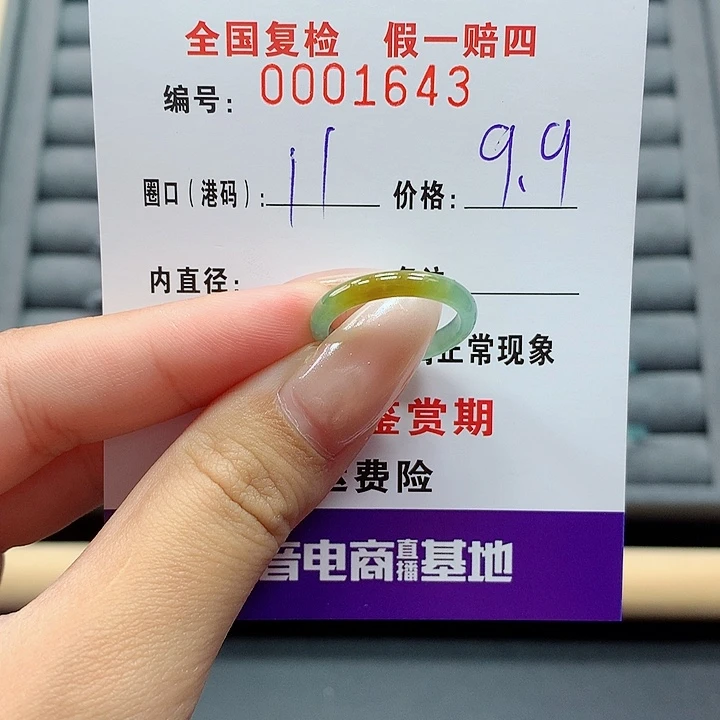 全国复检 假一赔四
编号: 0001643
圈口（港码）: 11 价格: 9.9
内直径:
正常现象
鉴赏期
运费险
音电商直播基地